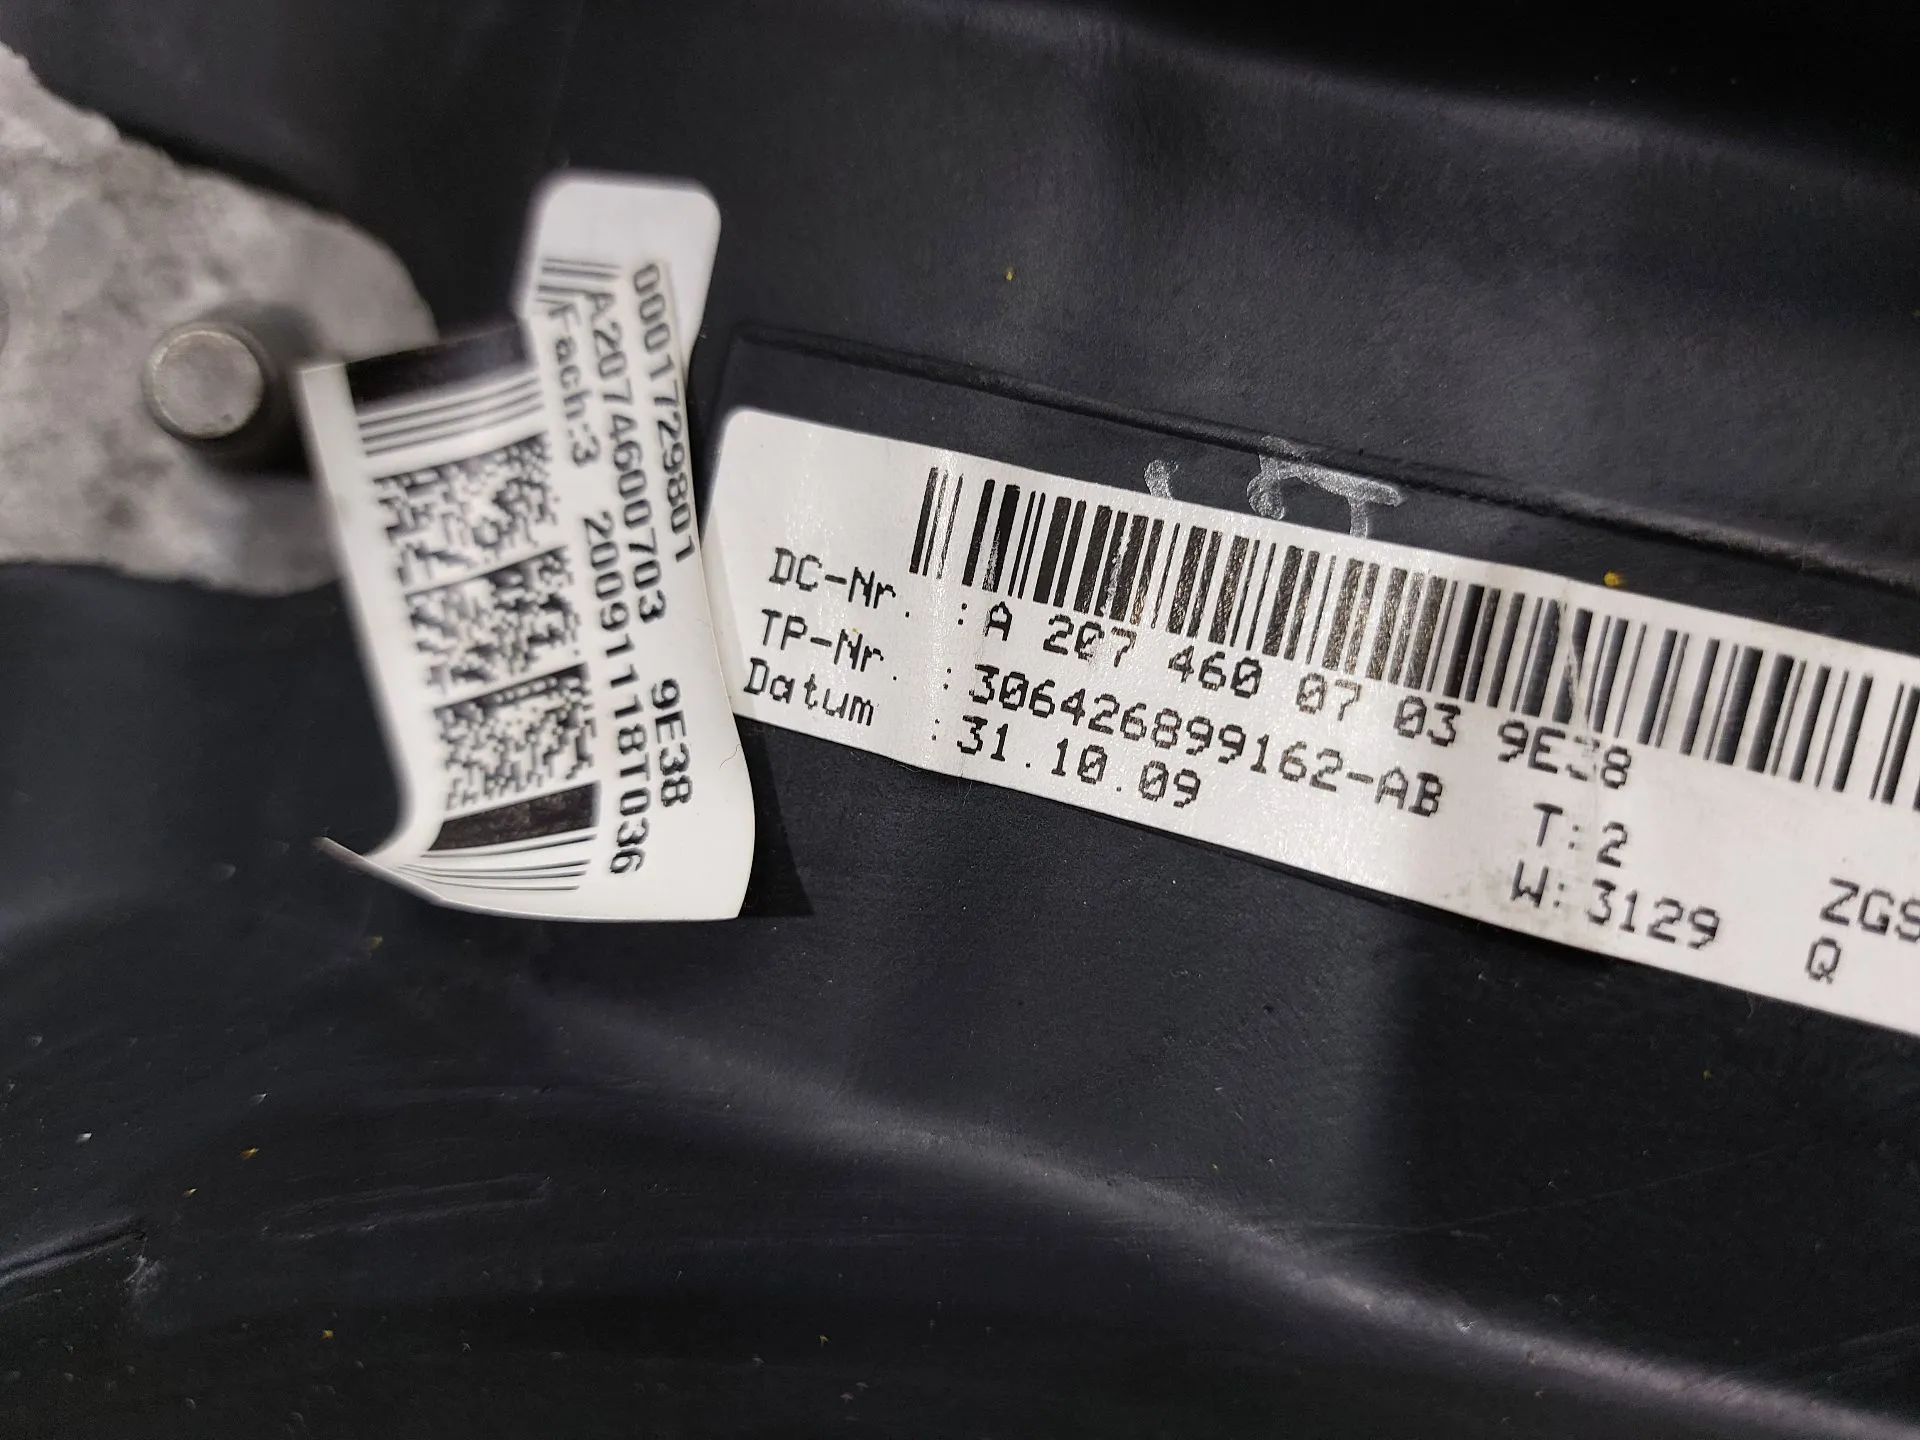 0001729801
A2074600703 9E38
Fach:3 20091118T036
DC-Nr. : A 207 460 07 03 9E38
TP-Nr. : 306426899162-AB T: 2 ZGS
Datum : 31.10.09 W: 3129 Q